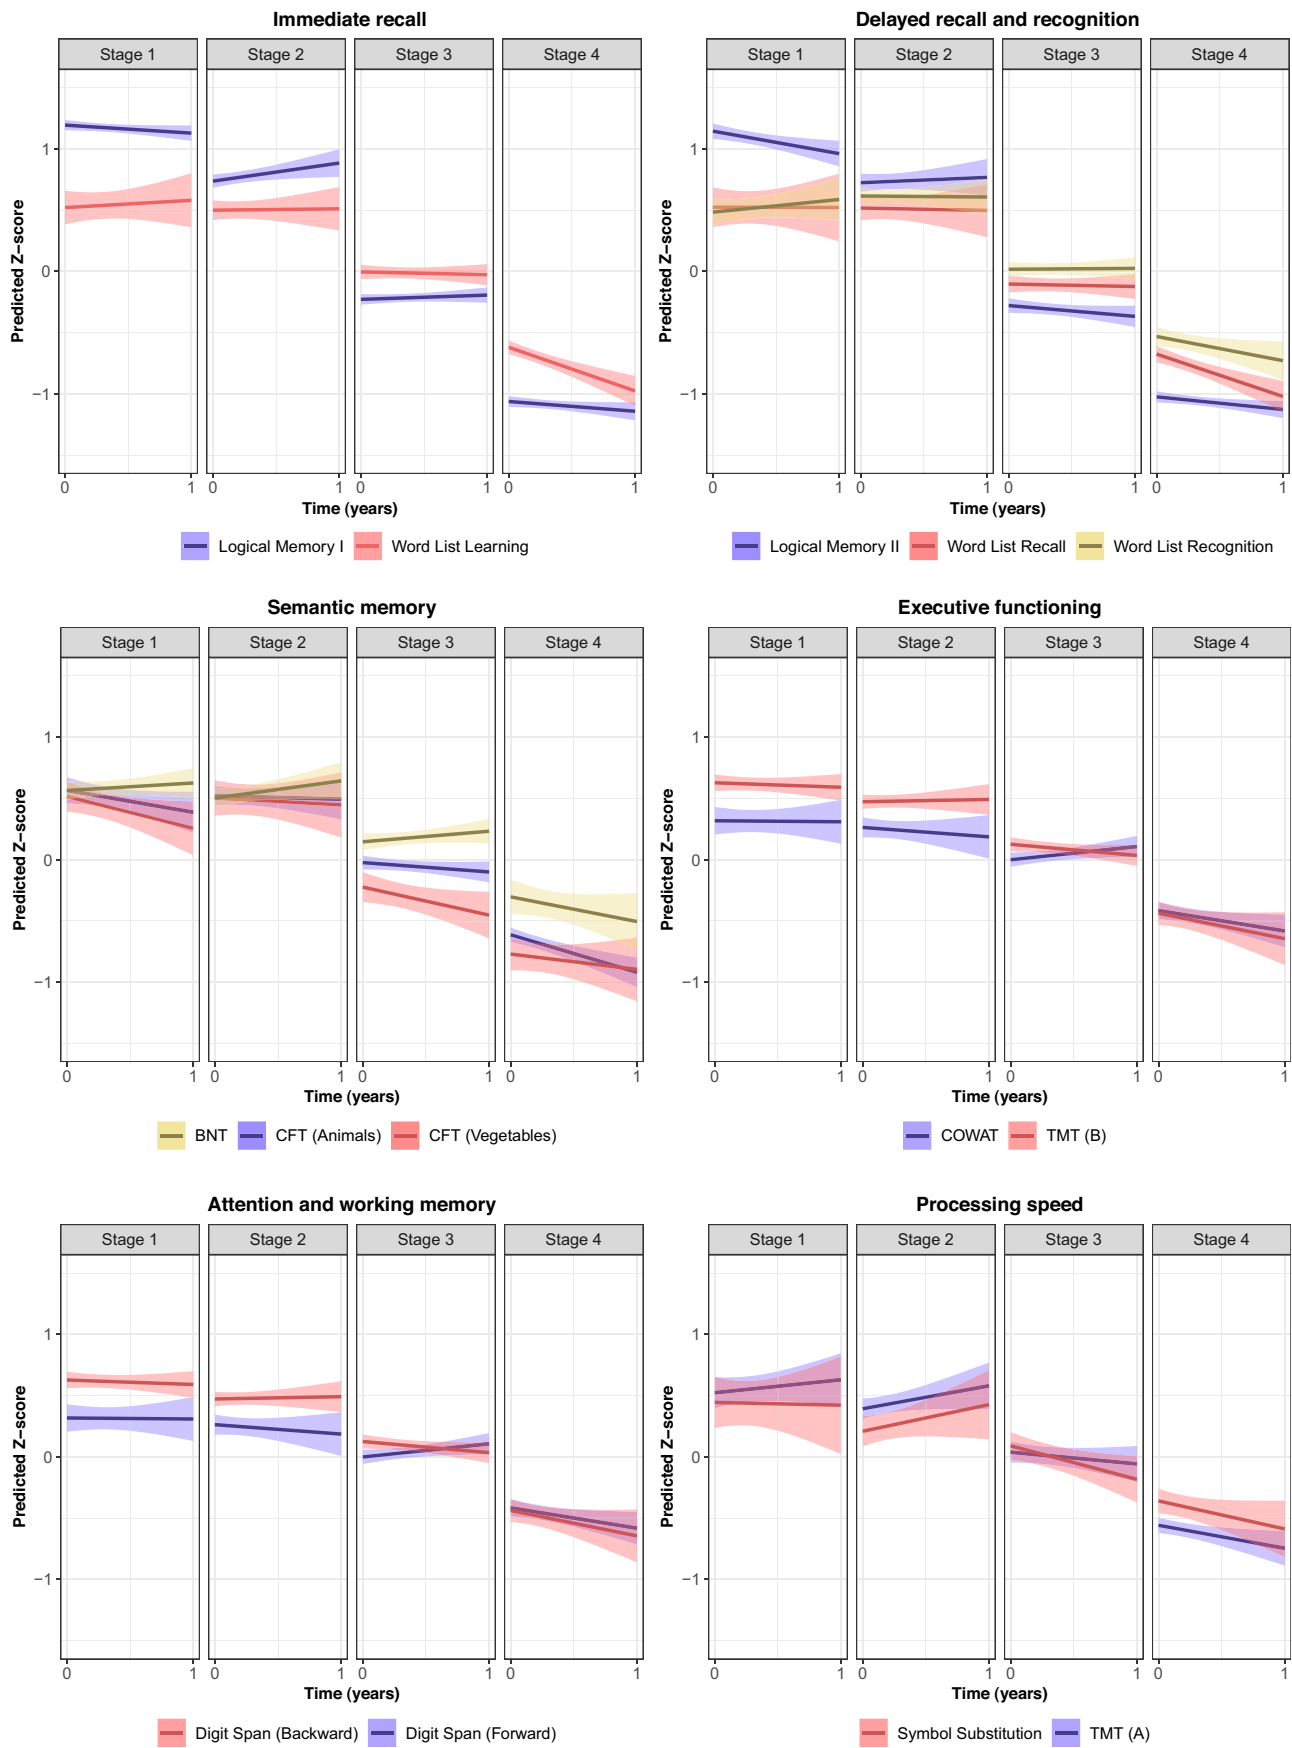 Immediate recall
Stage 1 Stage 2 Stage 3 Stage 4
Predicted Z−score
1
0
−1
0 1 0 1 0 1 0 1
Time (years)
Logical Memory I Word List Learning
Delayed recall and recognition
Stage 1 Stage 2 Stage 3 Stage 4
Predicted Z−score
1
0
−1
0 1 0 1 0 1 0 1
Time (years)
Logical Memory II Word List Recall Word List Recognition
Semantic memory
Stage 1 Stage 2 Stage 3 Stage 4
Predicted Z−score
1
0
−1
0 1 0 1 0 1 0 1
Time (years)
BNT CFT (Animals) CFT (Vegetables)
Executive functioning
Stage 1 Stage 2 Stage 3 Stage 4
Predicted Z−score
1
0
−1
0 1 0 1 0 1 0 1
Time (years)
COWAT TMT (B)
Attention and working memory
Stage 1 Stage 2 Stage 3 Stage 4
Predicted Z−score
1
0
−1
0 1 0 1 0 1 0 1
Time (years)
Digit Span (Backward) Digit Span (Forward)
Processing speed
Stage 1 Stage 2 Stage 3 Stage 4
Predicted Z−score
1
0
−1
0 1 0 1 0 1 0 1
Time (years)
Symbol Substitution TMT (A)